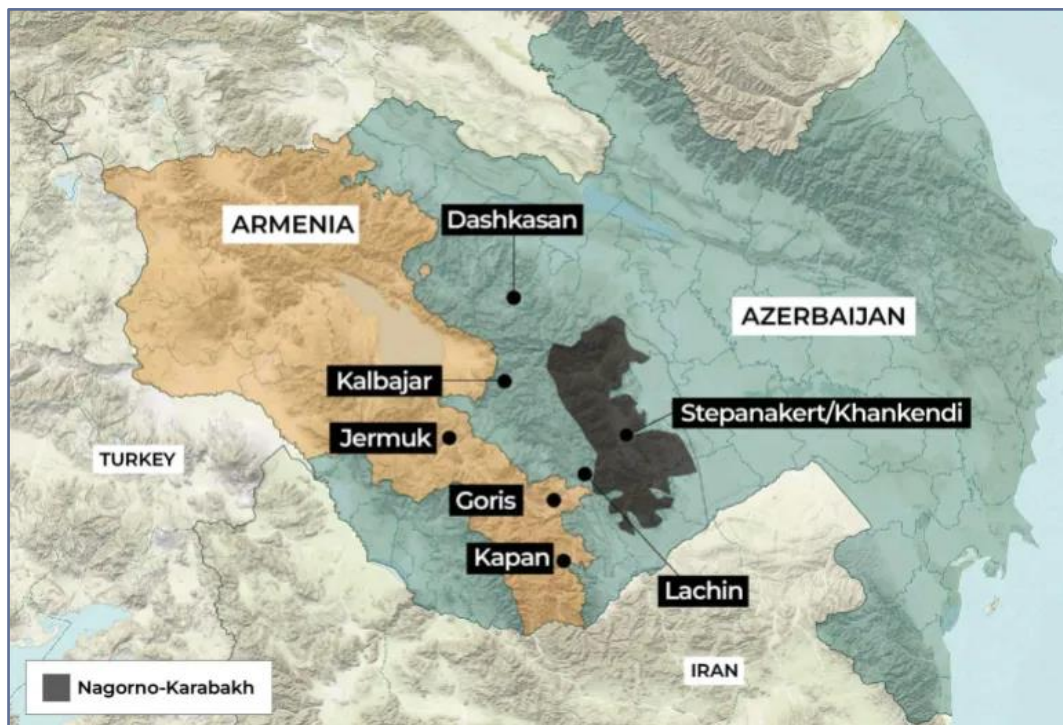 ARMENIA
Dashkasan
AZERBAIJAN
Kalbajar
Stepanakert/Khankendi
Jermuk
TURKEY
Goris
Kapan
Lachin
IRAN
Nagorno-Karabakh